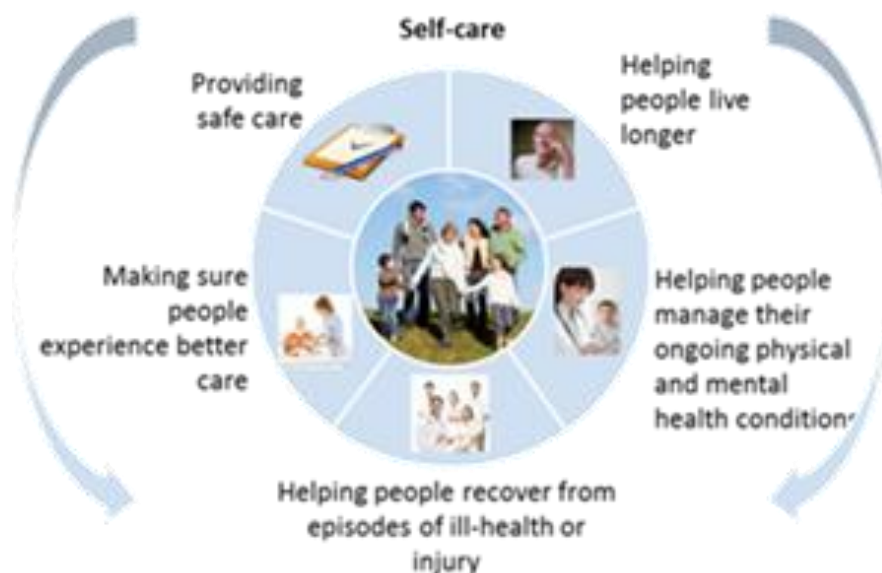 Self-care
Providing
safe care
Helping
people live
longer
Making sure
people
experience better
care
Helping people
manage their
ongoing physical
and mental
health conditions
Helping people recover from
episodes of ill-health or
injury